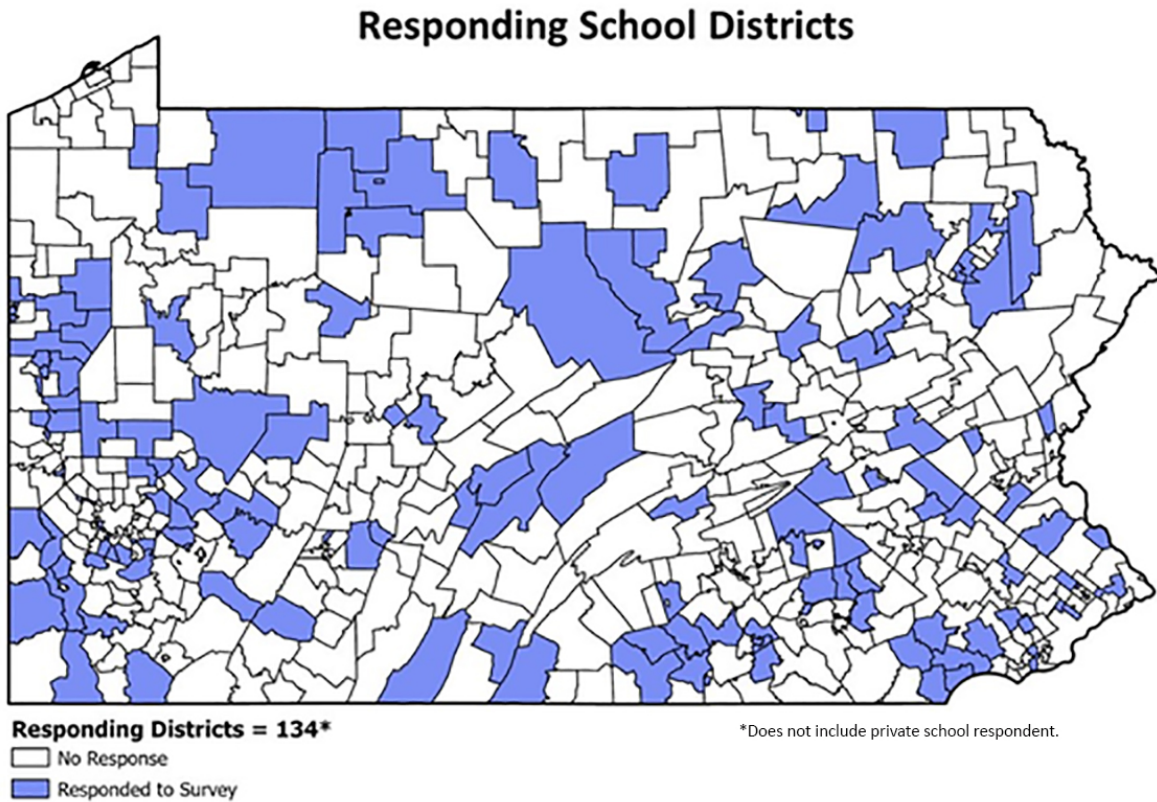 Responding School Districts
Responding Districts = 134*
*Does not include private school respondent.
No Response
Responded to Survey